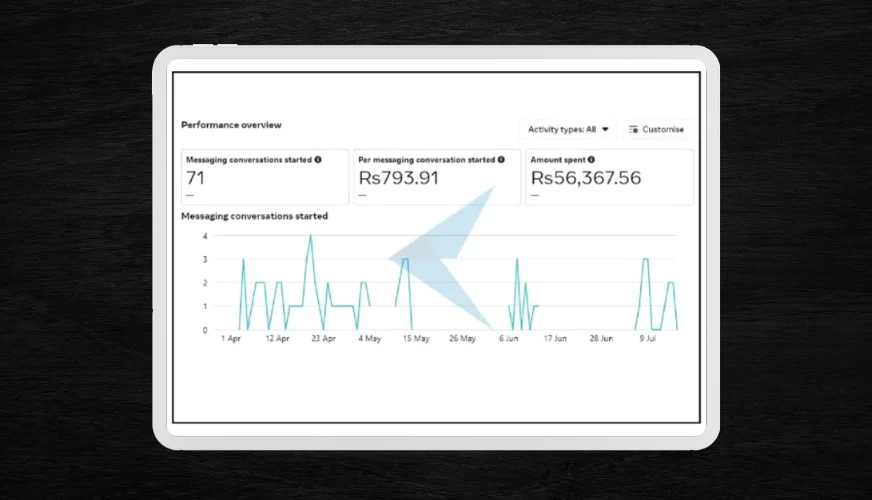 Performance overview
Activity types: All
Customise
Messaging conversations started
71
—
Per messaging conversation started
Rs793.91
—
Amount spent
Rs56,367.56
—
Messaging conversations started
4
3
2
1
0
1 Apr 12 Apr 23 Apr 4 May 15 May 26 May 6 Jun 17 Jun 28 Jun 9 Jul